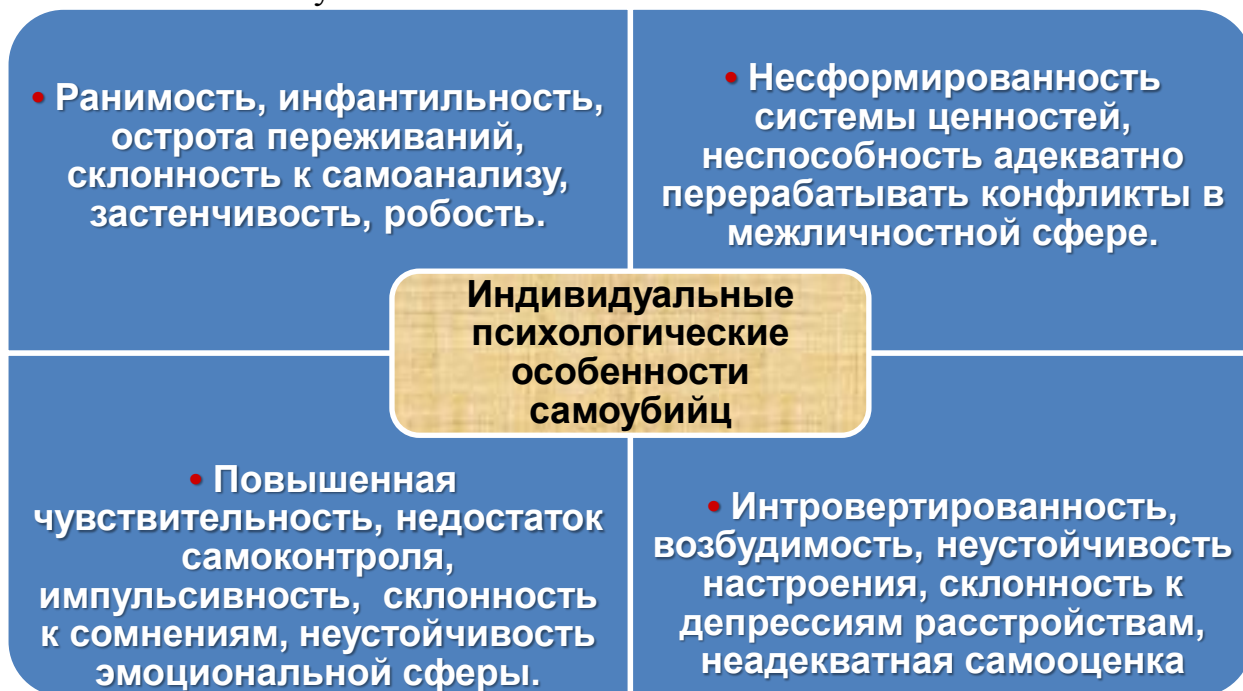 • Ранимость, инфантильность,
острота переживаний,
склонность к самоанализу,
застенчивость, робость.
• Несформированность
системы ценностей,
неспособность адекватно
перерабатывать конфликты в
межличностной сфере.
Индивидуальные
психологические
особенности
самоубийц
• Повышенная
чувствительность, недостаток
самоконтроля,
импульсивность, склонность
к сомнениям, неустойчивость
эмоциональной сферы.
• Интровертированность,
возбудимость, неустойчивость
настроения, склонность к
депрессиям расстройствам,
неадекватная самооценка